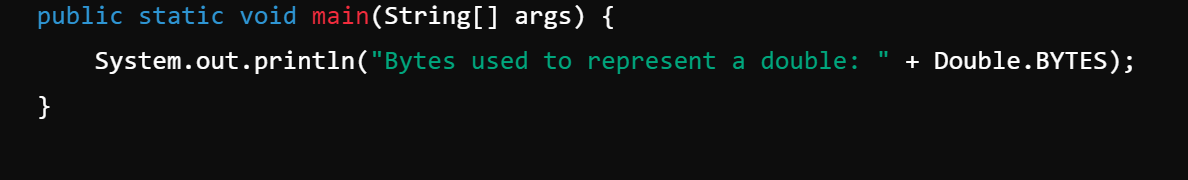 public static void main(String[] args) {
    System.out.println("Bytes used to represent a double: " + Double.BYTES);
}